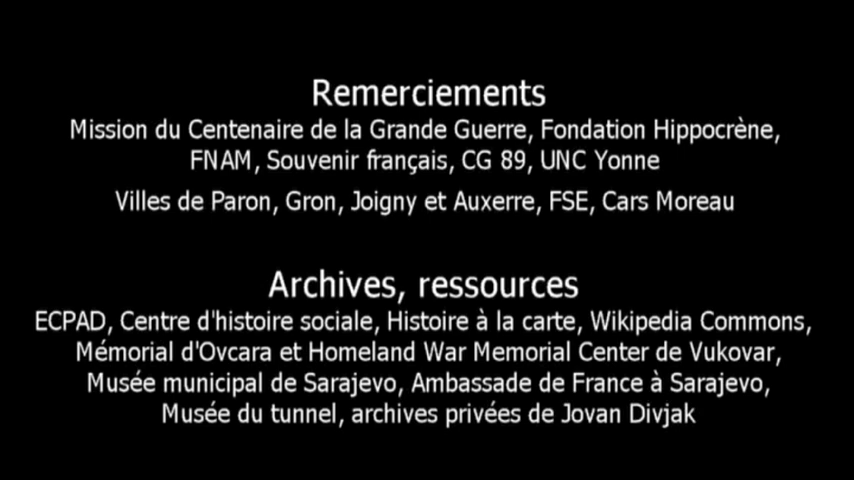 Remerciements
Mission du Centenaire de la Grande Guerre, Fondation Hippocrène,
FNAM, Souvenir français, CG 89, UNC Yonne
Villes de Paron, Gron, Joigny et Auxerre, FSE, Cars Moreau
Archives, ressources
ECPAD, Centre d'histoire sociale, Histoire à la carte, Wikipedia Commons,
Mémorial d'Ovcara et Homeland War Memorial Center de Vukovar,
Musée municipal de Sarajevo, Ambassade de France à Sarajevo,
Musée du tunnel, archives privées de Jovan Divjak